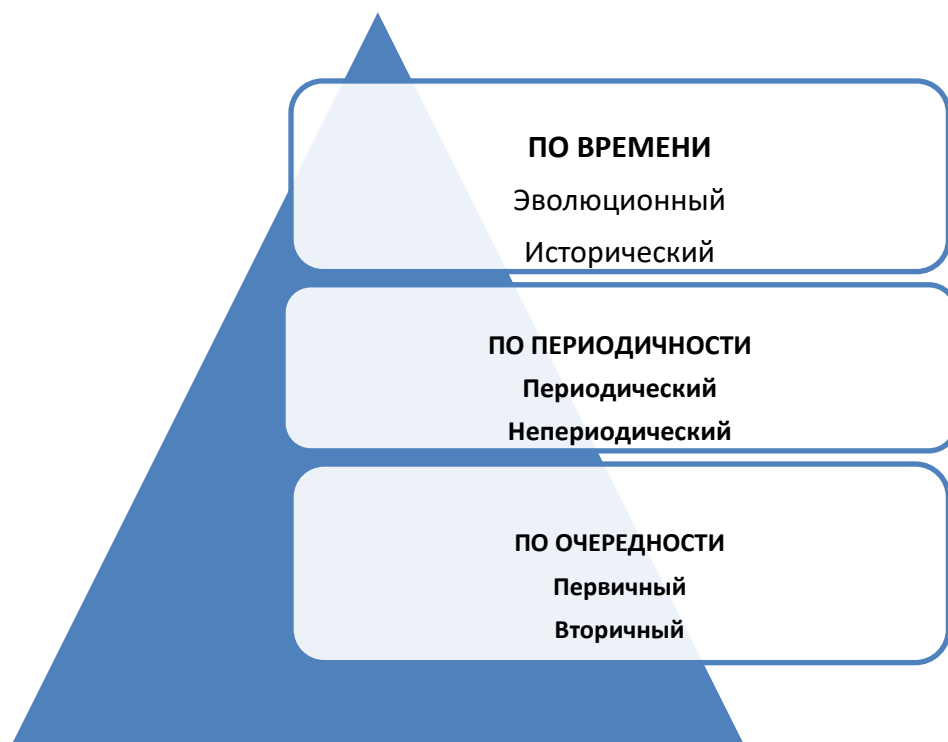 ПО ВРЕМЕНИ
Эволюционный
Исторический
ПО ПЕРИОДИЧНОСТИ
Периодический
Непериодический
ПО ОЧЕРЕДНОСТИ
Первичный
Вторичный